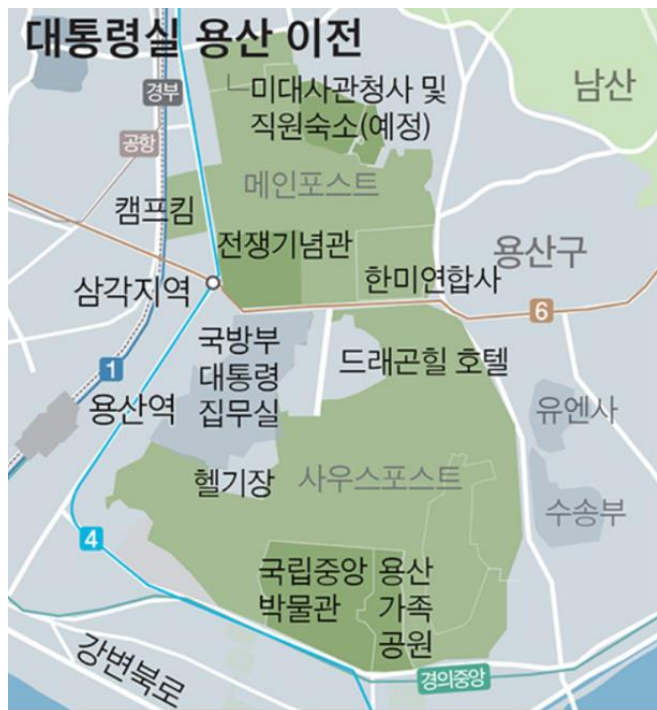 대통령실 용산 이전
미대사관청사 및
직원숙소(예정)
남산
경부
공항
메인포스트
캠프킴
전쟁기념관
용산구
한미연합사
삼각지역
6
국방부
대통령
집무실
드래곤힐 호텔
1
용산역
유엔사
헬기장
사우스포스트
수송부
4
국립중앙
박물관
용산
가족
공원
강변북로
경의중앙